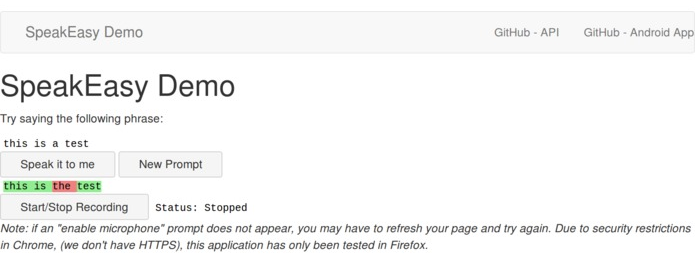 SpeakEasy Demo GitHub - API GitHub - Android App
SpeakEasy Demo
Try saying the following phrase:
this is a test
Speak it to me New Prompt
this is the test
Start/Stop Recording Status: Stopped
Note: if an "enable microphone" prompt does not appear, you may have to refresh your page and try again. Due to security restrictions
in Chrome, (we don't have HTTPS), this application has only been tested in Firefox.